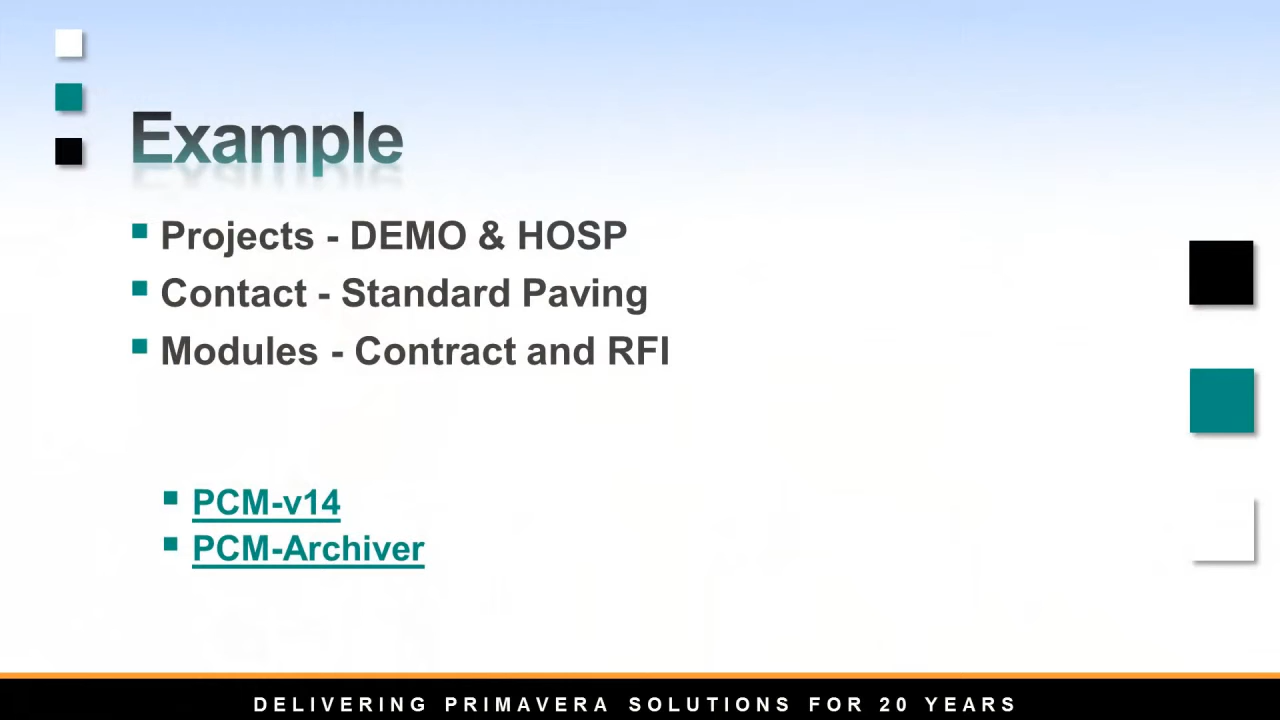 Example
Projects - DEMO & HOSP
Contact - Standard Paving
Modules - Contract and RFI
PCM-v14
PCM-Archiver
DELIVERING PRIMAVERA SOLUTIONS FOR 20 YEARS